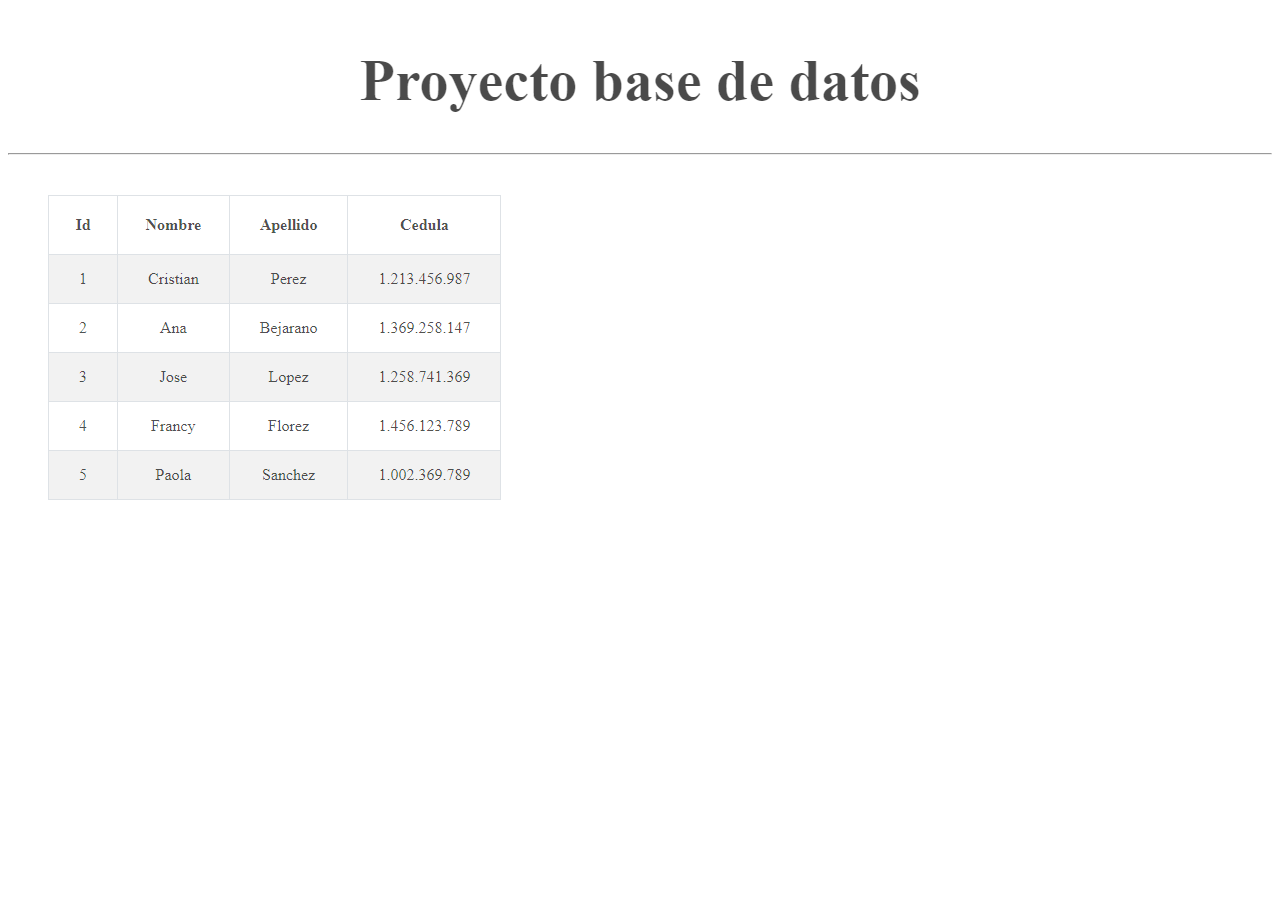 Proyecto base de datos
Id Nombre Apellido Cedula
1 Cristian Perez 1.213.456.987
2 Ana Bejarano 1.369.258.147
3 Jose Lopez 1.258.741.369
4 Francy Florez 1.456.123.789
5 Paola Sanchez 1.002.369.789